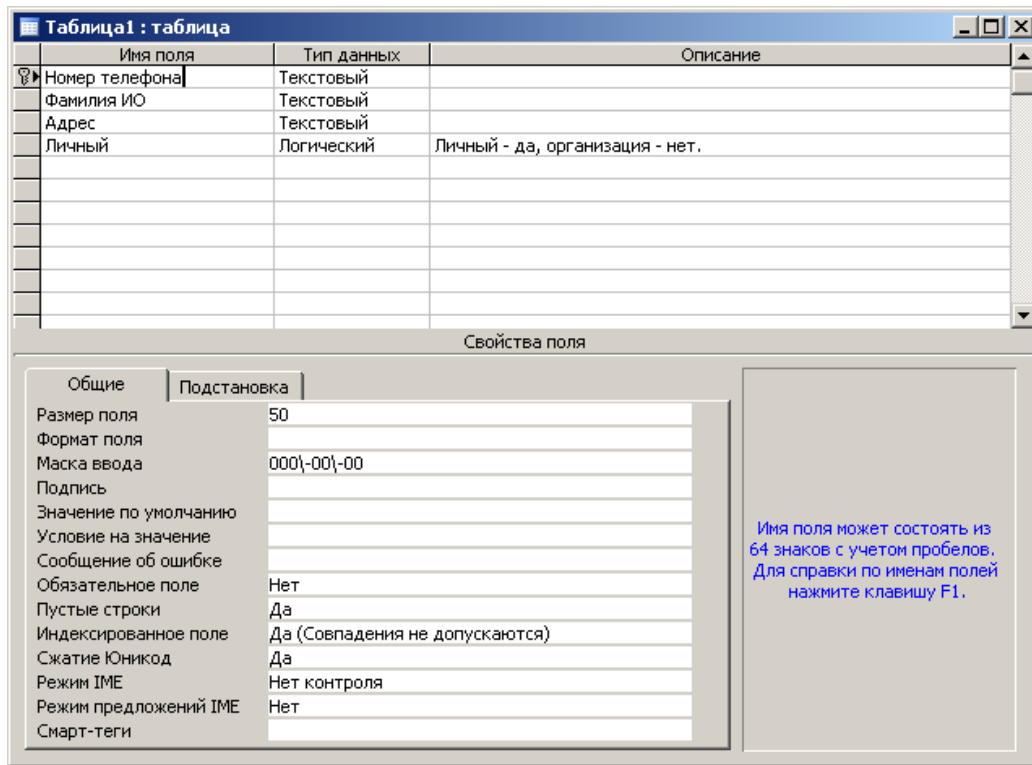 Таблица1 : таблица
Имя поля Тип данных Описание
Номер телефона Текстовый
Фамилия ИО Текстовый
Адрес Текстовый
Личный Логический Личный - да, организация - нет.
Свойства поля
Общие Подстановка
Размер поля 50
Формат поля
Маска ввода 000\-00\-00
Подпись
Значение по умолчанию
Условие на значение
Сообщение об ошибке
Обязательное поле Нет
Пустые строки Да
Индексированное поле Да (Совпадения не допускаются)
Сжатие Юникод Да
Режим IME Нет контроля
Режим предложений IME Нет
Смарт-теги
Имя поля может состоять из
64 знаков с учетом пробелов.
Для справки по именам полей
нажмите клавишу F1.